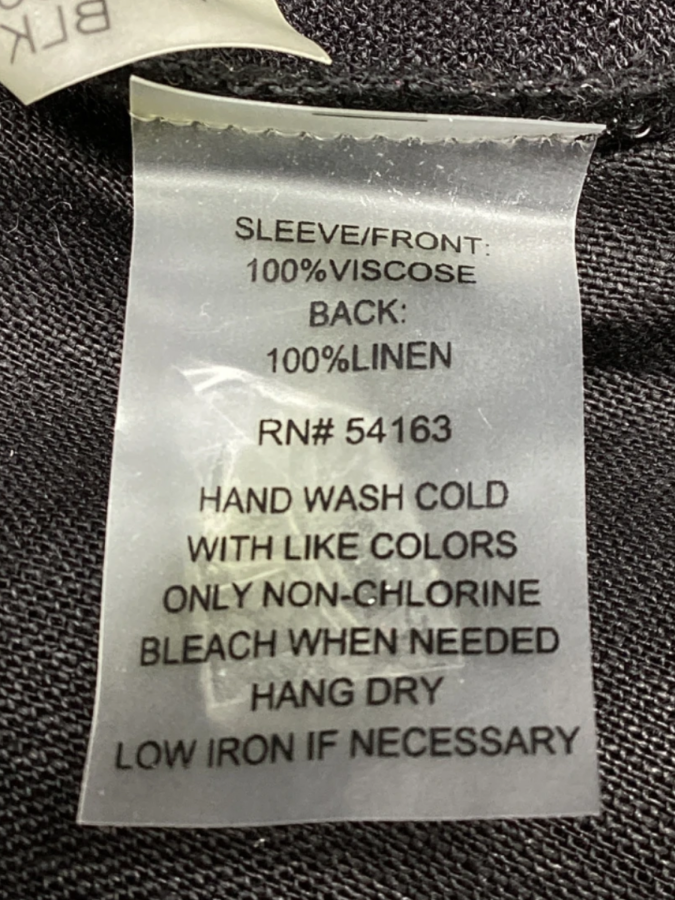 BLK
SLEEVE/FRONT:
100%VISCOSE
BACK:
100%LINEN
RN# 54163
HAND WASH COLD
WITH LIKE COLORS
ONLY NON-CHLORINE
BLEACH WHEN NEEDED
HANG DRY
LOW IRON IF NECESSARY